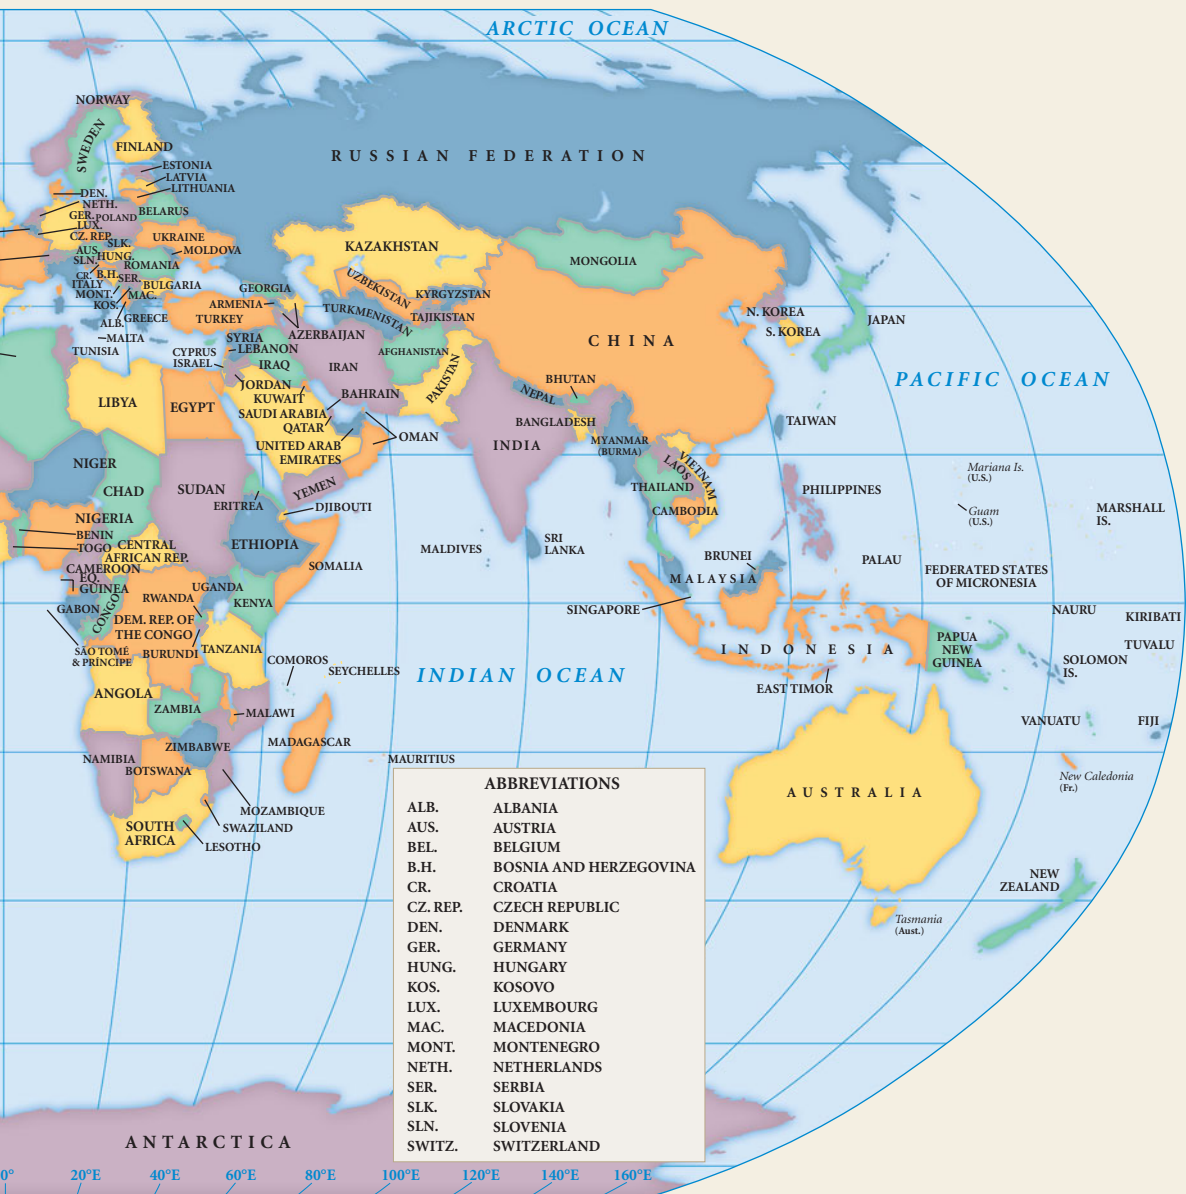 ARCTIC OCEAN
NORWAY
SWEDEN
FINLAND
RUSSIAN FEDERATION
ESTONIA
LATVIA
LITHUANIA
DEN.
NETH.
GER.
POLAND
BELARUS
LUX.
CZ. REP.
SLK.
UKRAINE
MOLDOVA
AUS.
HUNG.
SLN.
ROMANIA
CR.
B.H.
SER.
ITALY
BULGARIA
MONT.
MAC.
KOS.
ALB.
GREECE
MALTA
TUNISIA
KAZAKHSTAN
MONGOLIA
UZBEKISTAN
GEORGIA
KYRGYZSTAN
ARMENIA
TURKEY
TURKMENISTAN
TAJIKISTAN
AZERBAIJAN
N. KOREA
S. KOREA
JAPAN
CHINA
SYRIA
CYPRUS
LEBANON
ISRAEL
IRAQ
IRAN
AFGHANISTAN
PAKISTAN
JORDAN
KUWAIT
BAHRAIN
SAUDI ARABIA
QATAR
UNITED ARAB
EMIRATES
OMAN
YEMEN
NEPAL
BHUTAN
BANGLADESH
INDIA
MYANMAR
(BURMA)
PACIFIC OCEAN
TAIWAN
LAOS
VIETNAM
THAILAND
CAMBODIA
PHILIPPINES
Mariana Is.
(U.S.)
Guam
(U.S.)
MARSHALL
IS.
LIBYA
EGYPT
NIGER
CHAD
SUDAN
ERITREA
DJIBOUTI
NIGERIA
BENIN
TOGO
CENTRAL
AFRICAN REP.
ETHIOPIA
SOMALIA
CAMEROON
EQ.
GUINEA
UGANDA
KENYA
RWANDA
GABON
CONGO
DEM. REP. OF
THE CONGO
BURUNDI
TANZANIA
SÃO TOMÉ
& PRÍNCIPE
MALDIVES
SRI
LANKA
BRUNEI
MALAYSIA
SINGAPORE
PALAU
FEDERATED STATES
OF MICRONESIA
NAURU
KIRIBATI
INDONESIA
PAPUA
NEW
GUINEA
TUVALU
SOLOMON
IS.
EAST TIMOR
COMOROS
SEYCHELLES
INDIAN OCEAN
ANGOLA
ZAMBIA
MALAWI
MADAGASCAR
MAURITIUS
ZIMBABWE
NAMIBIA
BOTSWANA
MOZAMBIQUE
SWAZILAND
LESOTHO
SOUTH
AFRICA
VANUATU
FIJI
New Caledonia
(Fr.)
AUSTRALIA
NEW
ZEALAND
Tasmania
(Aust.)
ABBREVIATIONS
ALB. ALBANIA
AUS. AUSTRIA
BEL. BELGIUM
B.H. BOSNIA AND HERZEGOVINA
CR. CROATIA
CZ. REP. CZECH REPUBLIC
DEN. DENMARK
GER. GERMANY
HUNG. HUNGARY
KOS. KOSOVO
LUX. LUXEMBOURG
MAC. MACEDONIA
MONT. MONTENEGRO
NETH. NETHERLANDS
SER. SERBIA
SLK. SLOVAKIA
SLN. SLOVENIA
SWITZ. SWITZERLAND
ANTARCTICA
0° 20°E 40°E 60°E 80°E 100°E 120°E 140°E 160°E